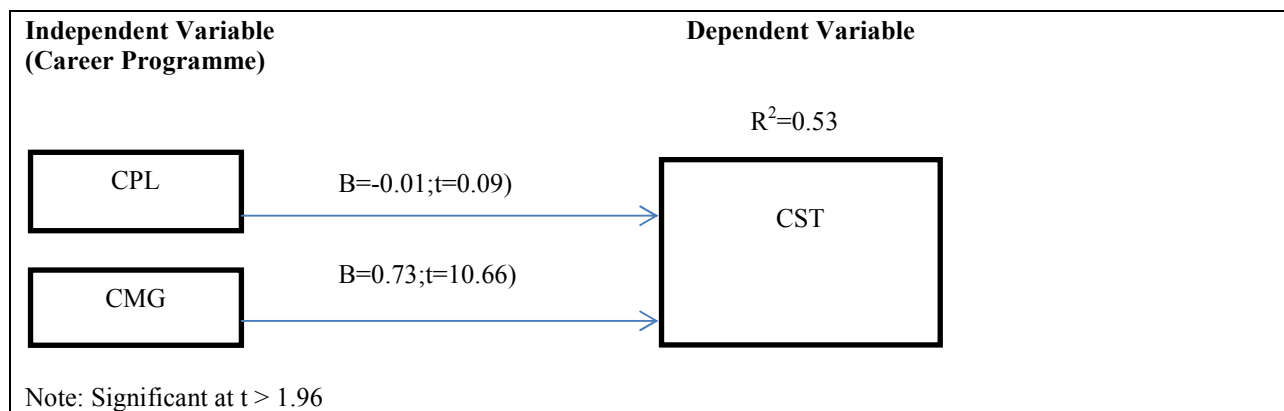 Independent Variable
(Career Programme)
Dependent Variable
R²=0.53
CPL
B=-0.01;t=0.09)
CST
CMG
B=0.73;t=10.66)
Note: Significant at t > 1.96